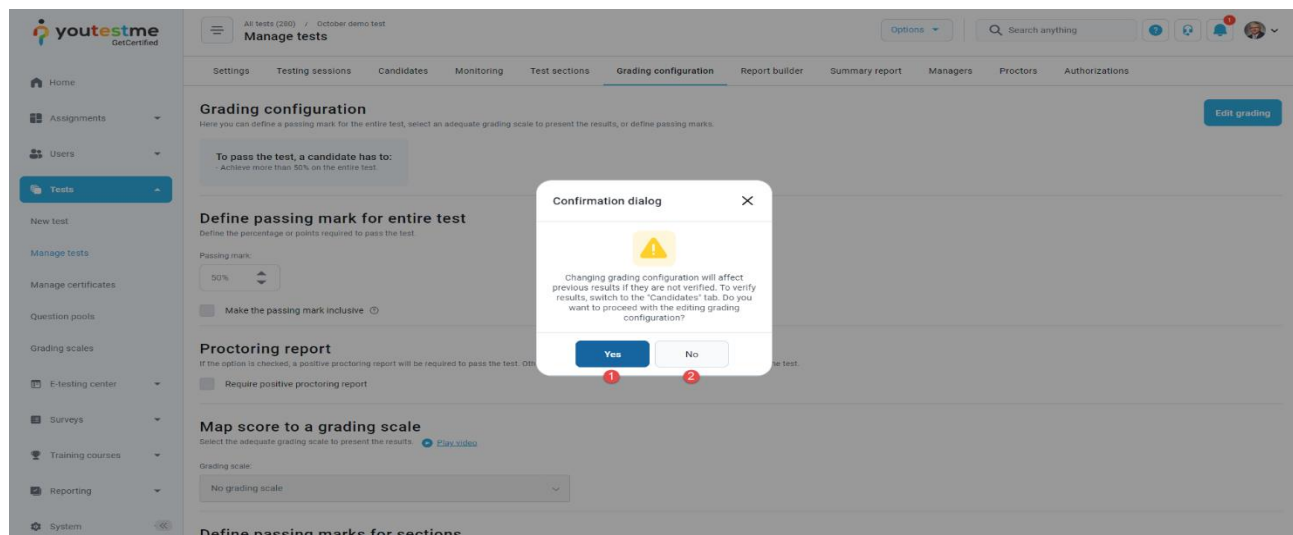 youtestme
GetCertified
All tests (280) / October demo test
Manage tests
Options
Search anything
1
Home
Assignments
Users
Tests
New test
Manage tests
Manage certificates
Question pools
Grading scales
E-testing center
Surveys
Training courses
Reporting
System
Settings Testing sessions Candidates Monitoring Test sections Grading configuration Report builder Summary report Managers Proctors Authorizations
Grading configuration
Here you can define a passing mark for the entire test, select an adequate grading scale to present the results, or define passing marks.
Edit grading
To pass the test, a candidate has to:
- Achieve more than 50% on the entire test.
Define passing mark for entire test
Define the percentage or points required to pass the test.
Passing mark:
50%
Make the passing mark inclusive
Proctoring report
If the option is checked, a positive proctoring report will be required to pass the test. Oth
he test.
Require positive proctoring report
Map score to a grading scale
Select the adequate grading scale to present the results. Play video
Grading scale:
No grading scale
Define passing marks for sections
Confirmation dialog
Changing grading configuration will affect
previous results if they are not verified. To verify
results, switch to the "Candidates" tab. Do you
want to proceed with the editing grading
configuration?
Yes No
1 2